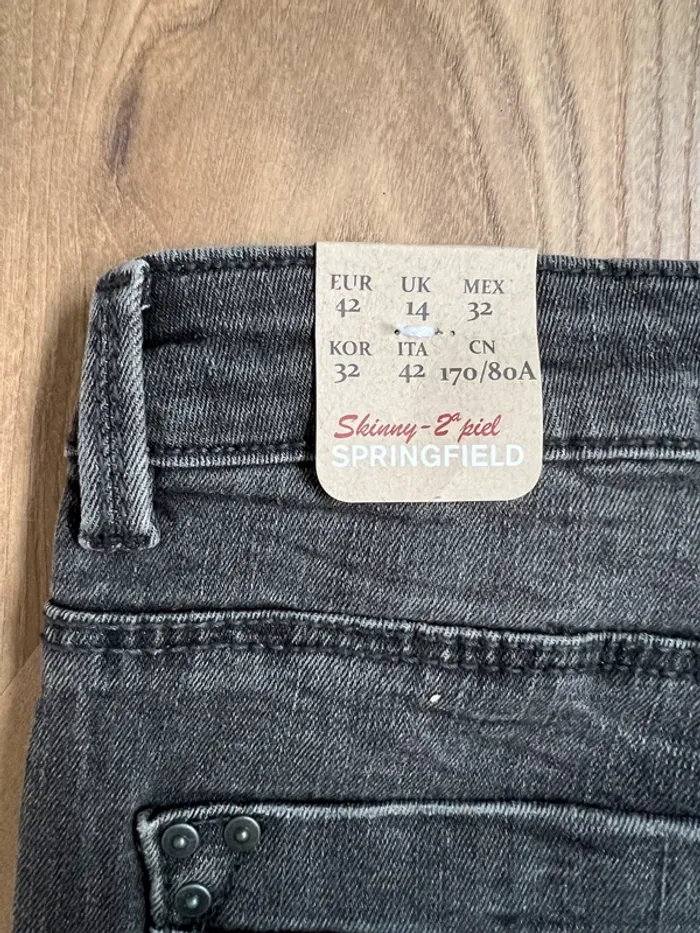 EUR UK MEX
42 14 32
KOR ITA CN
32 42 170/80A
Skinny-2ª piel
SPRINGFIELD